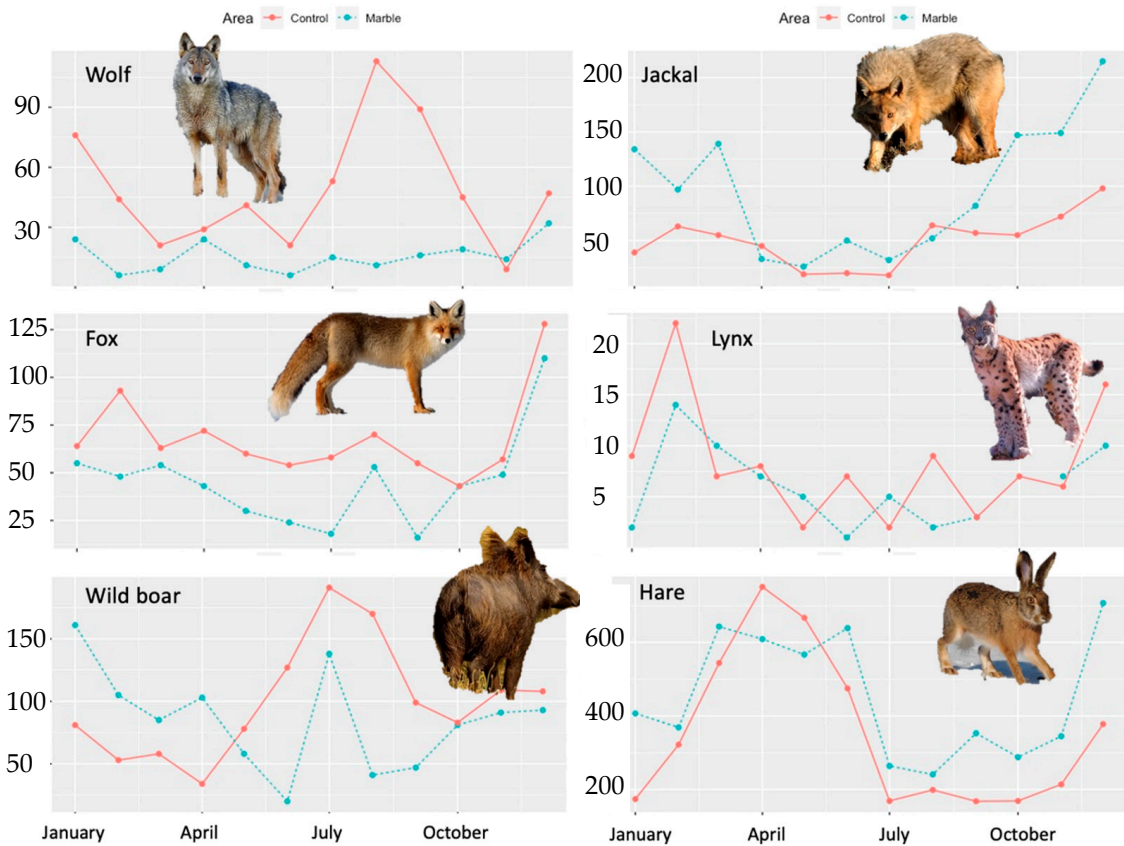 Area Control Marble
Area Control Marble
Wolf
90
60
30
Jackal
200
150
100
50
Fox
125
100
75
50
25
Lynx
20
15
10
5
Wild boar
150
100
50
January April July October
Hare
600
400
200
January April July October